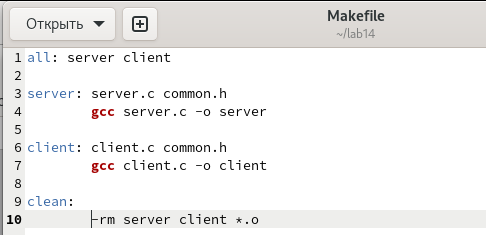 Открыть
Makefile
~/lab14
1 all: server client
2
3 server: server.c common.h
4 gcc server.c -o server
5
6 client: client.c common.h
7 gcc client.c -o client
8
9 clean:
10 -rm server client *.o